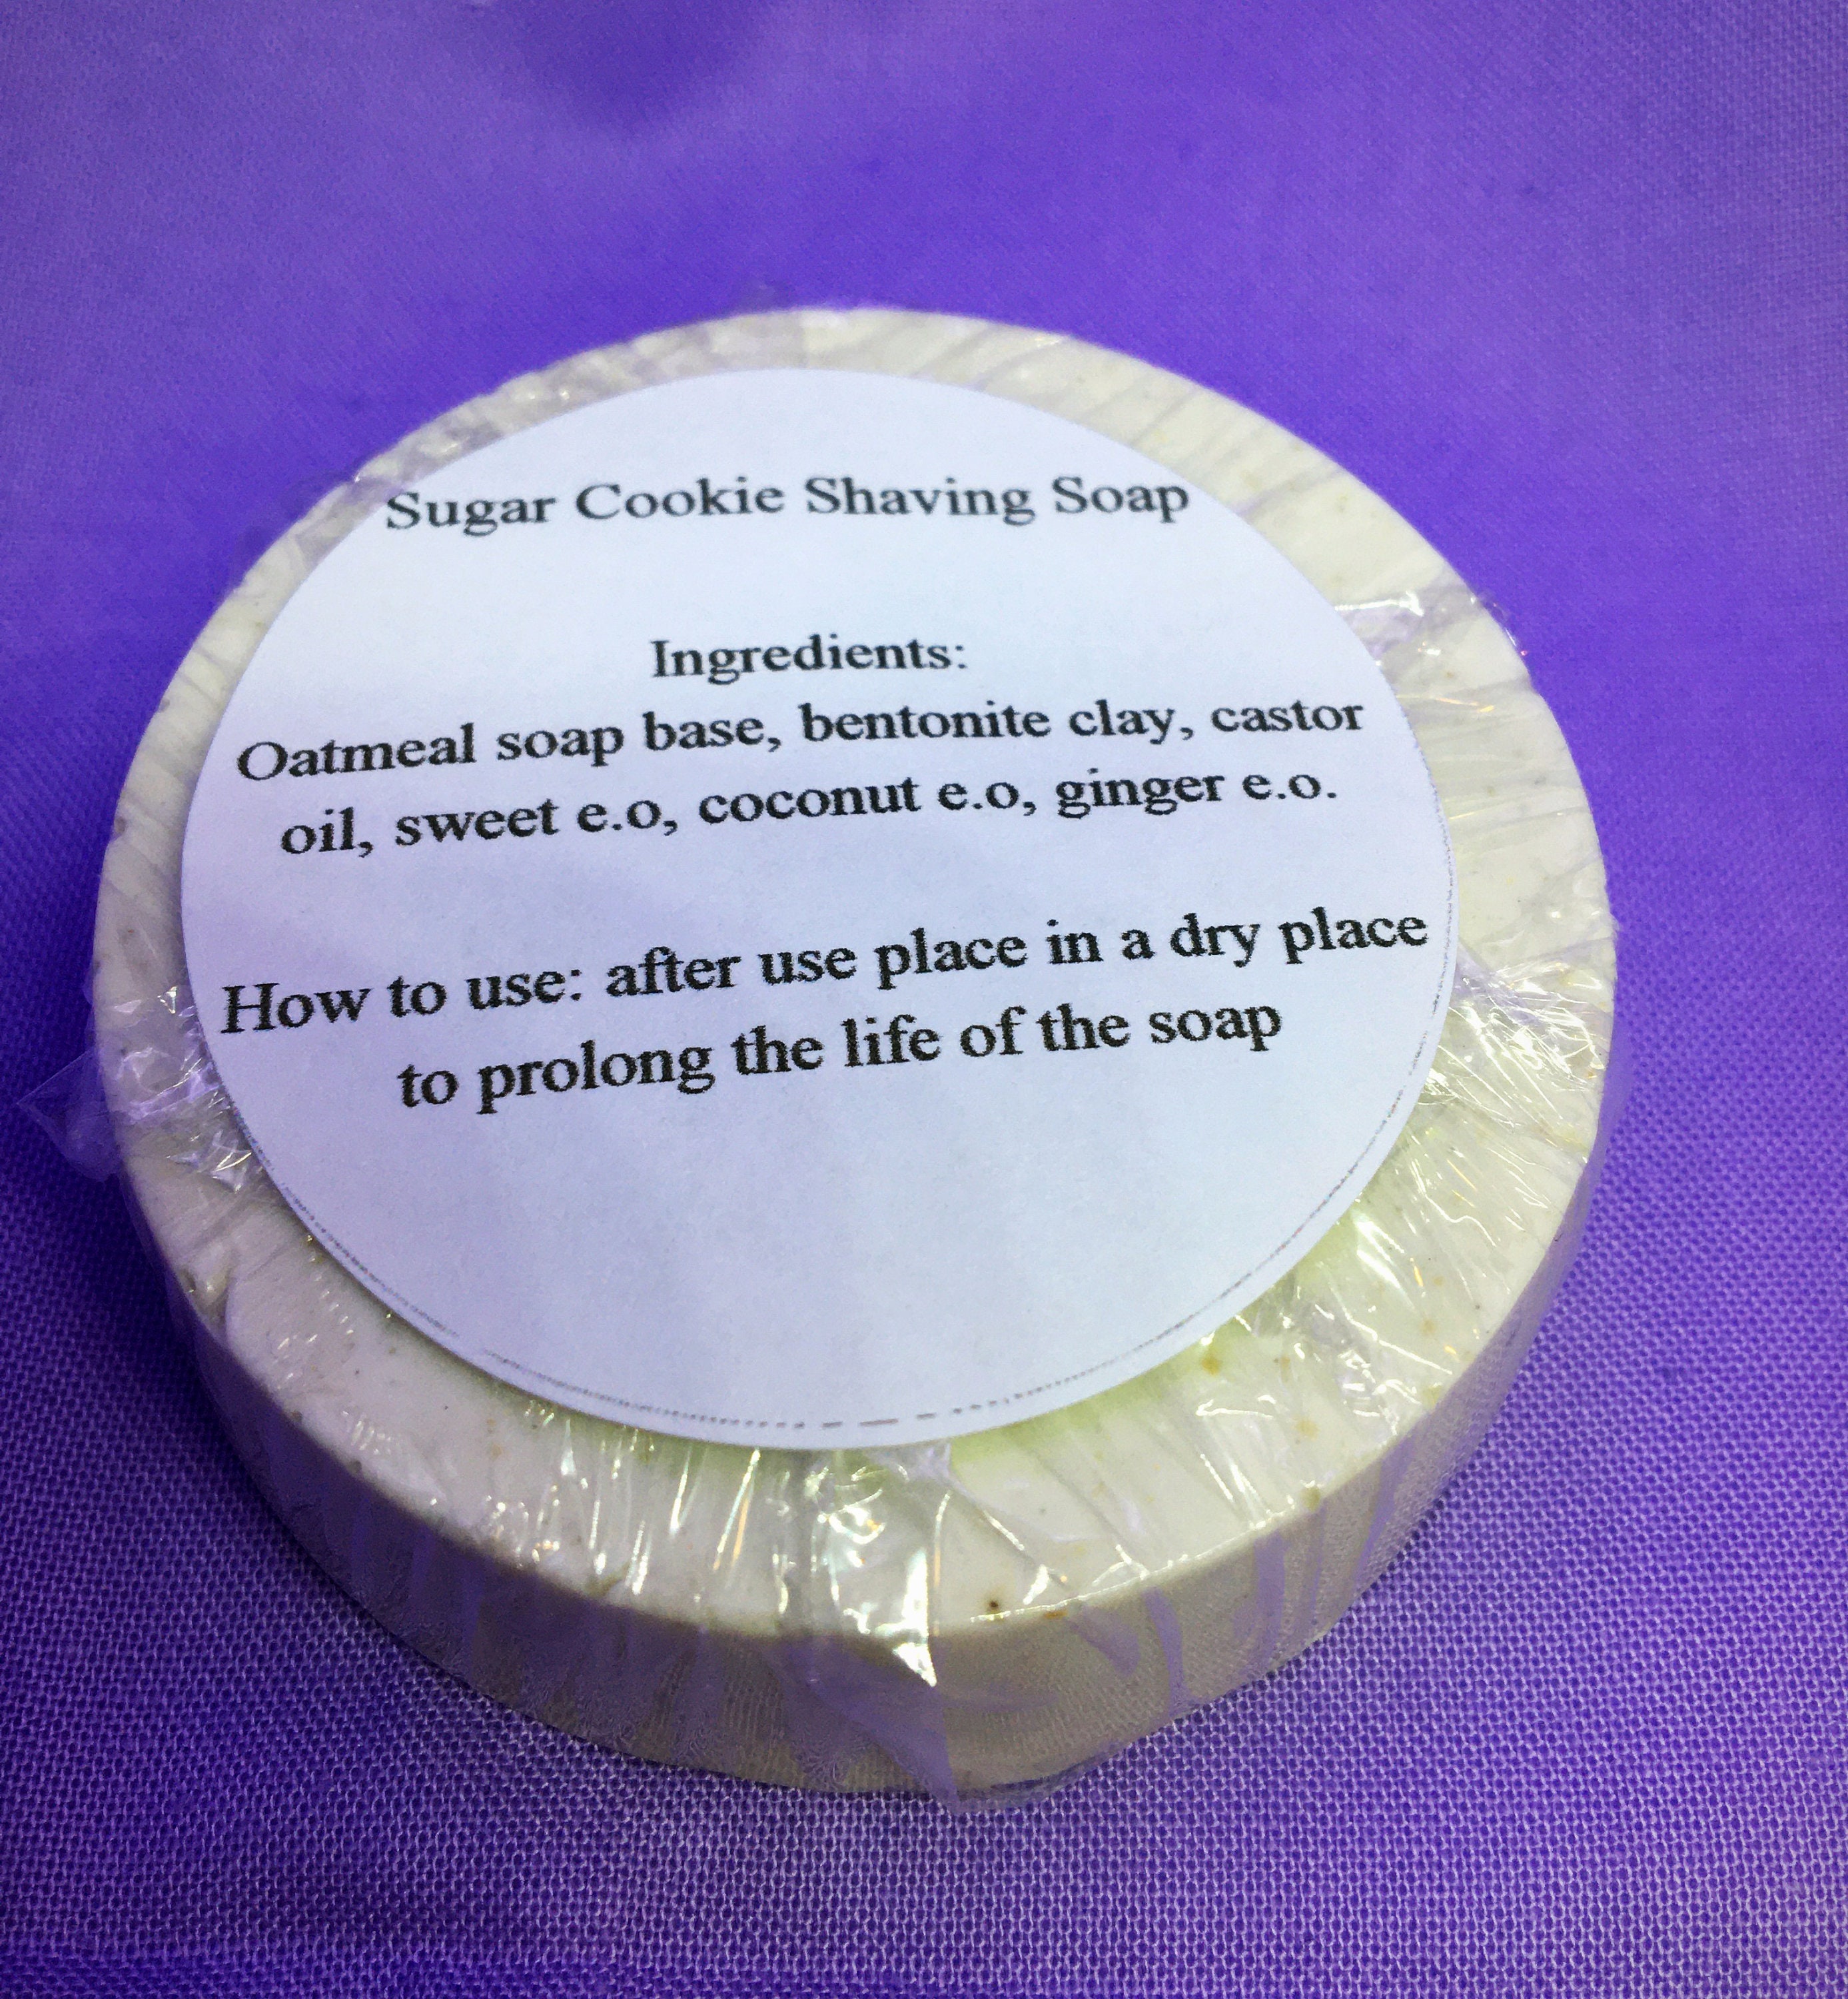 Sugar Cookie Shaving Soap
Ingredients:
Oatmeal soap base, bentonite clay, castor
oil, sweet e.o, coconut e.o, ginger e.o.
How to use: after use place in a dry place
to prolong the life of the soap